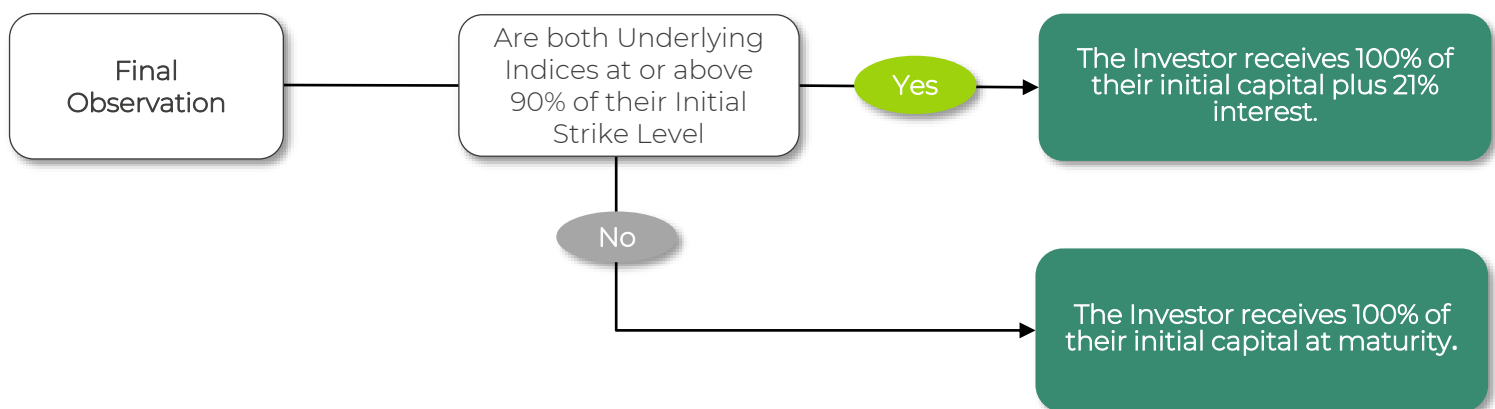 Final
Observation
Are both Underlying
Indices at or above
90% of their Initial
Strike Level
Yes
The Investor receives 100% of
their initial capital plus 21%
interest.
No
The Investor receives 100% of
their initial capital at maturity.